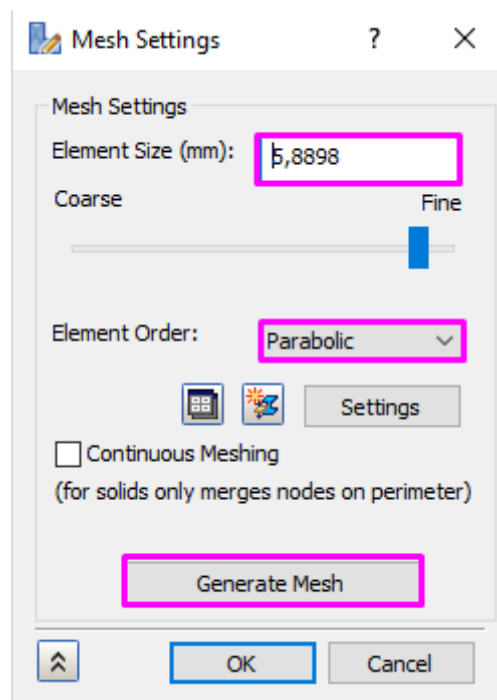 Mesh Settings ?
Mesh Settings
Element Size (mm): 5,8898
Coarse Fine
Element Order: Parabolic
Settings
Continuous Meshing
(for solids only merges nodes on perimeter)
Generate Mesh
OK Cancel